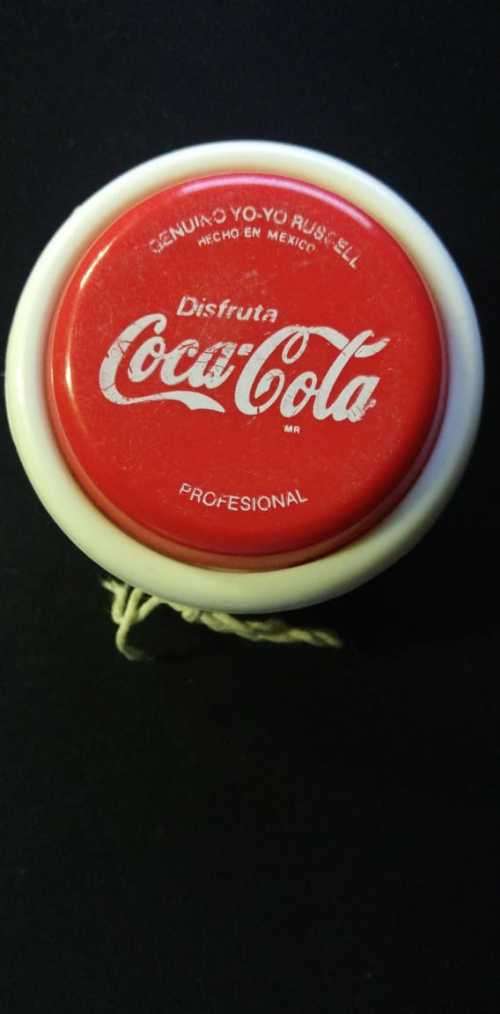 GENUINO YO-YO RUSSELL
HECHO EN MEXICO
Disfruta
Coca-Cola
MR
PROFESIONAL